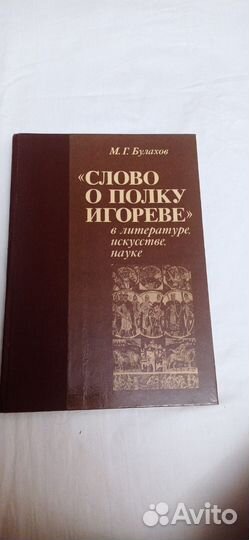 М. Г. Булахов
«СЛОВО
О ПОЛКУ
ИГОРЕВЕ»
в литературе,
искусстве,
науке
Avito